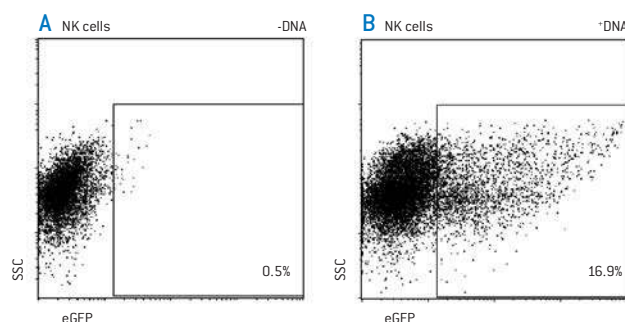 A NK cells -DNA
SSC
0.5%
eGFP
B NK cells +DNA
SSC
16.9%
eGFP